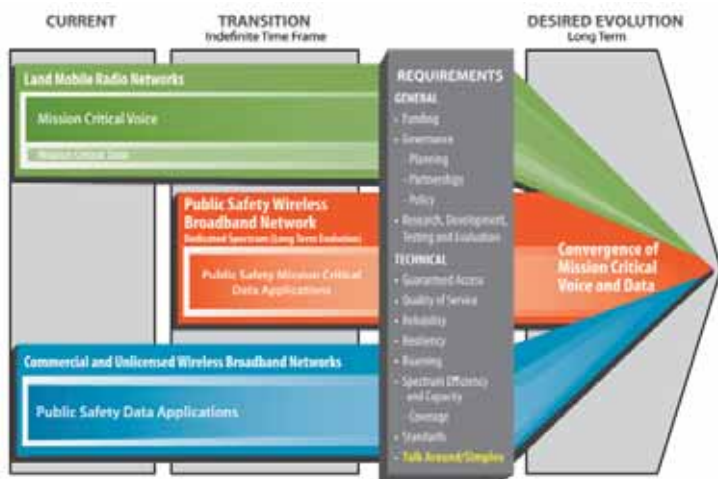 CURRENT
TRANSITION
Indefinite Time Frame
DESIRED EVOLUTION
Long Term
Land Mobile Radio Networks
Mission Critical Voice
Mission Critical Data
Public Safety Wireless
Broadband Network
Dedicated Spectrum (Long Term Evolution)
Public Safety Mission Critical
Data Applications
Commercial and Unlicensed Wireless Broadband Networks
Public Safety Data Applications
REQUIREMENTS
GENERAL
• Funding
• Governance
- Planning
- Partnerships
- Policy
• Research, Development,
Testing and Evaluation
TECHNICAL
• Guaranteed Access
• Quality of Service
• Reliability
• Resiliency
• Roaming
• Spectrum Efficiency
and Capacity
- Coverage
• Standards
• Talk Around/Simplex
Convergence of
Mission Critical
Voice and Data